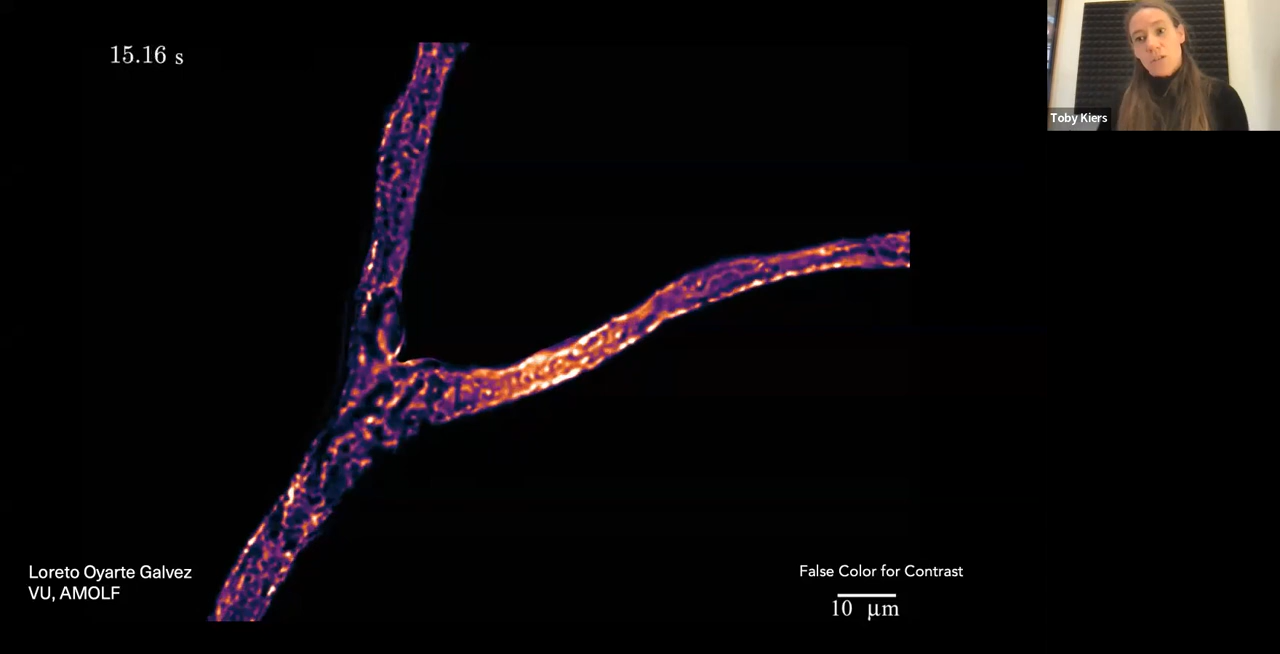 15.16 s
Toby Kiers
Loreto Oyarte Galvez
VU, AMOLF
False Color for Contrast
10 μm